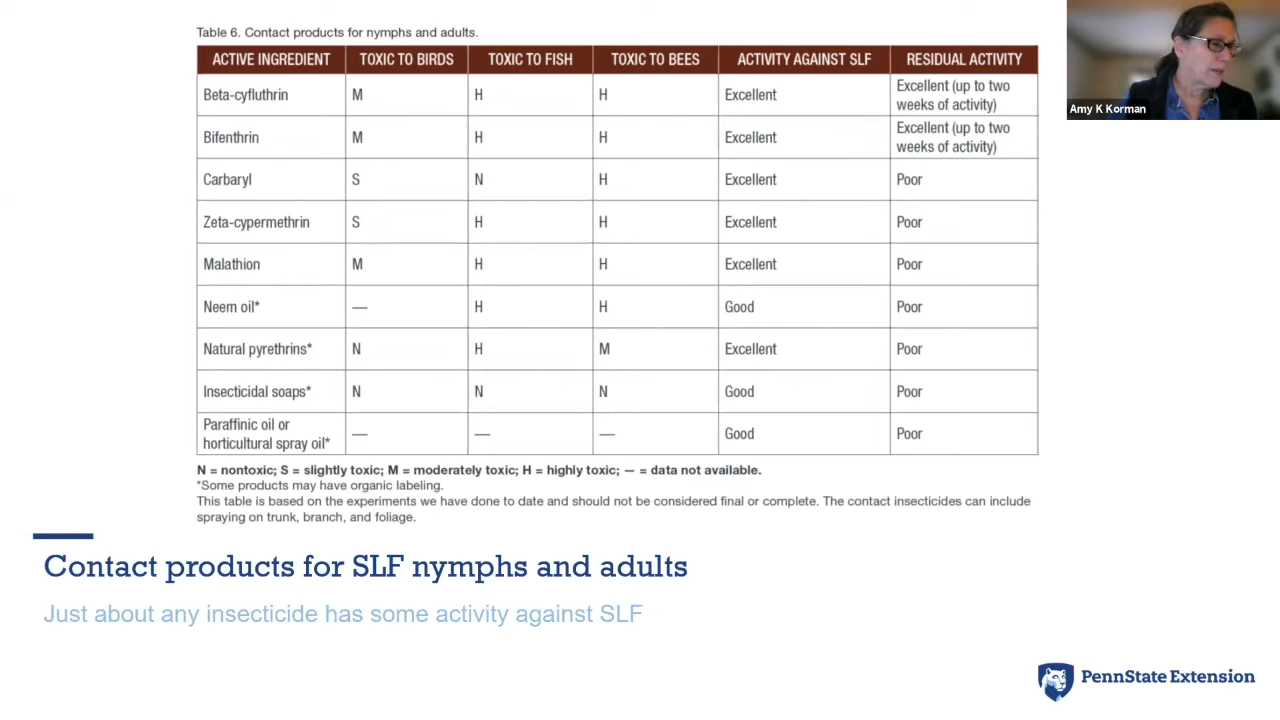 Table 6. Contact products for nymphs and adults.
ACTIVE INGREDIENT TOXIC TO BIRDS TOXIC TO FISH TOXIC TO BEES ACTIVITY AGAINST SLF RESIDUAL ACTIVITY
Beta-cyfluthrin M H H Excellent Excellent (up to two
weeks of activity)
Bifenthrin M H H Excellent Excellent (up to two
weeks of activity)
Carbaryl S N H Excellent Poor
Zeta-cypermethrin S H H Excellent Poor
Malathion M H H Excellent Poor
Neem oil* — H H Good Poor
Natural pyrethrins* N H M Excellent Poor
Insecticidal soaps* N N N Good Poor
Paraffinic oil or
horticultural spray oil* — — — Good Poor
N = nontoxic; S = slightly toxic; M = moderately toxic; H = highly toxic; — = data not available.
*Some products may have organic labeling.
This table is based on the experiments we have done to date and should not be considered final or complete. The contact insecticides can include
spraying on trunk, branch, and foliage.
Contact products for SLF nymphs and adults
Just about any insecticide has some activity against SLF
Amy K Korman
PennState Extension